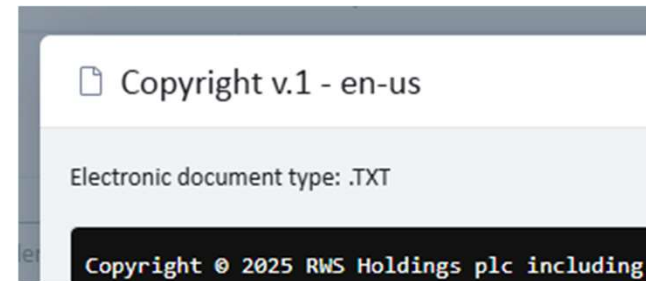 Copyright v.1 - en-us
Electronic document type: .TXT
Copyright © 2025 RWS Holdings plc including